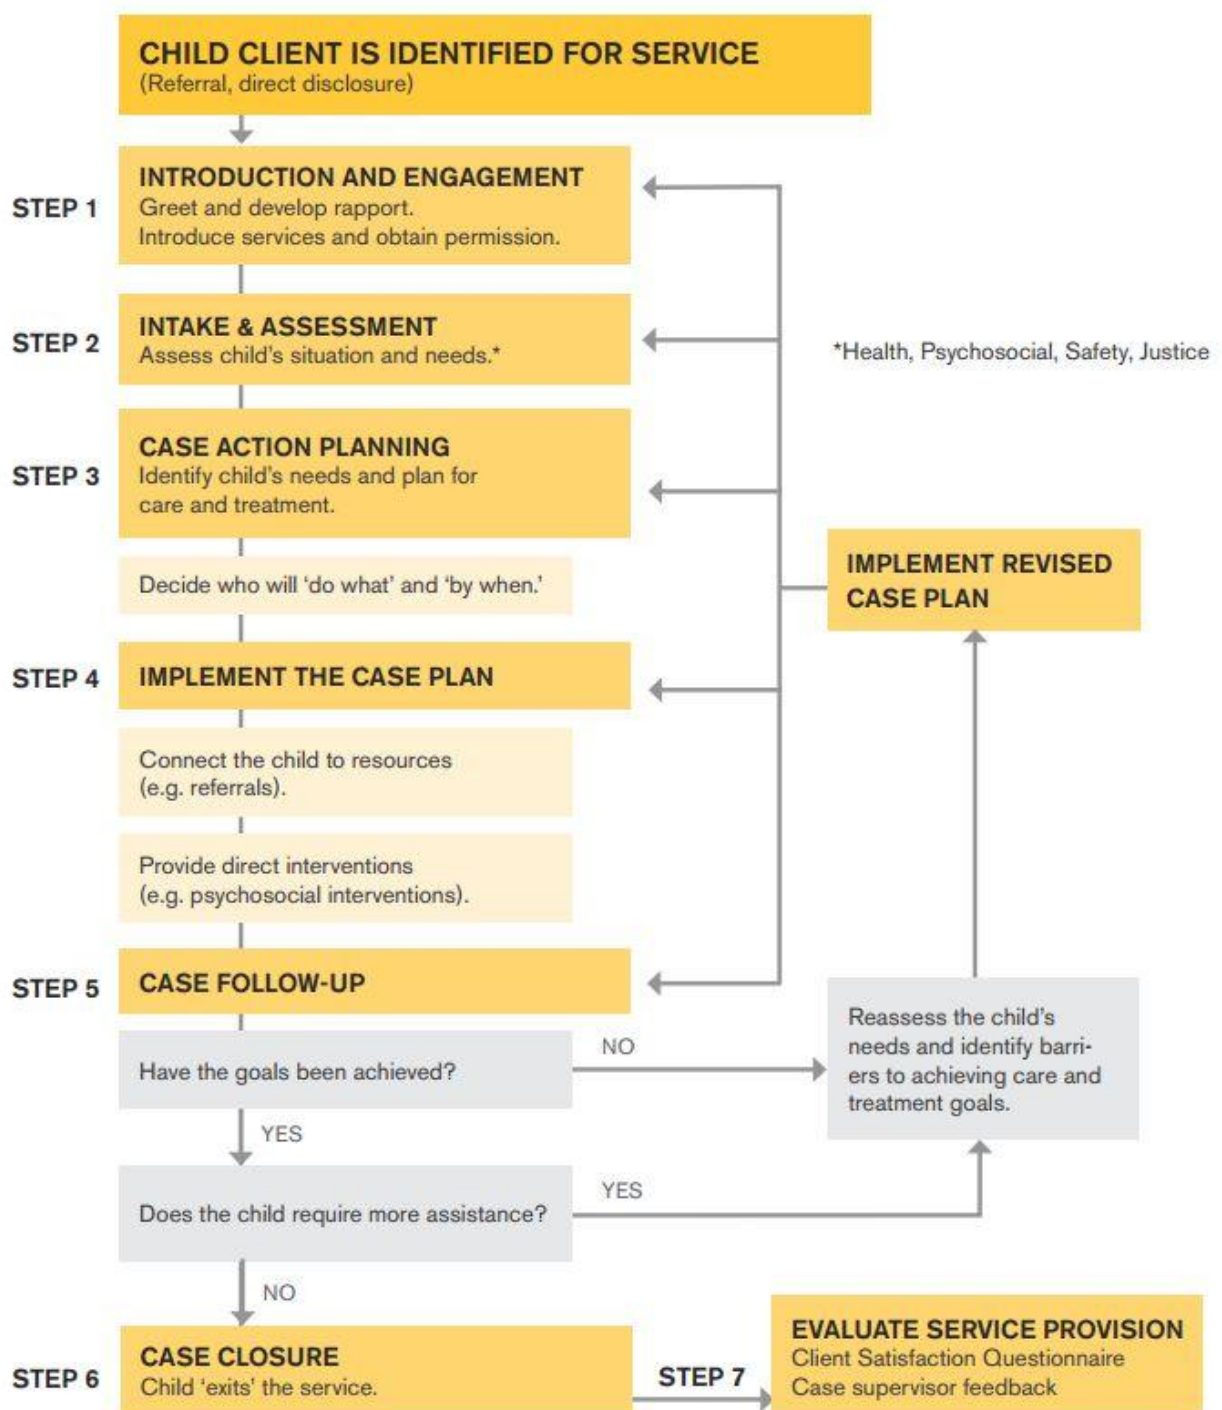 CHILD CLIENT IS IDENTIFIED FOR SERVICE
(Referral, direct disclosure)
STEP 1
INTRODUCTION AND ENGAGEMENT
Greet and develop rapport.
Introduce services and obtain permission.
STEP 2
INTAKE & ASSESSMENT
Assess child's situation and needs.*
*Health, Psychosocial, Safety, Justice
STEP 3
CASE ACTION PLANNING
Identify child's needs and plan for
care and treatment.
Decide who will 'do what' and 'by when.'
IMPLEMENT REVISED
CASE PLAN
STEP 4
IMPLEMENT THE CASE PLAN
Connect the child to resources
(e.g. referrals).
Provide direct interventions
(e.g. psychosocial interventions).
STEP 5
CASE FOLLOW-UP
Have the goals been achieved?
NO
Reassess the child's
needs and identify barri-
ers to achieving care and
treatment goals.
YES
Does the child require more assistance?
YES
NO
STEP 6
CASE CLOSURE
Child 'exits' the service.
STEP 7
EVALUATE SERVICE PROVISION
Client Satisfaction Questionnaire
Case supervisor feedback